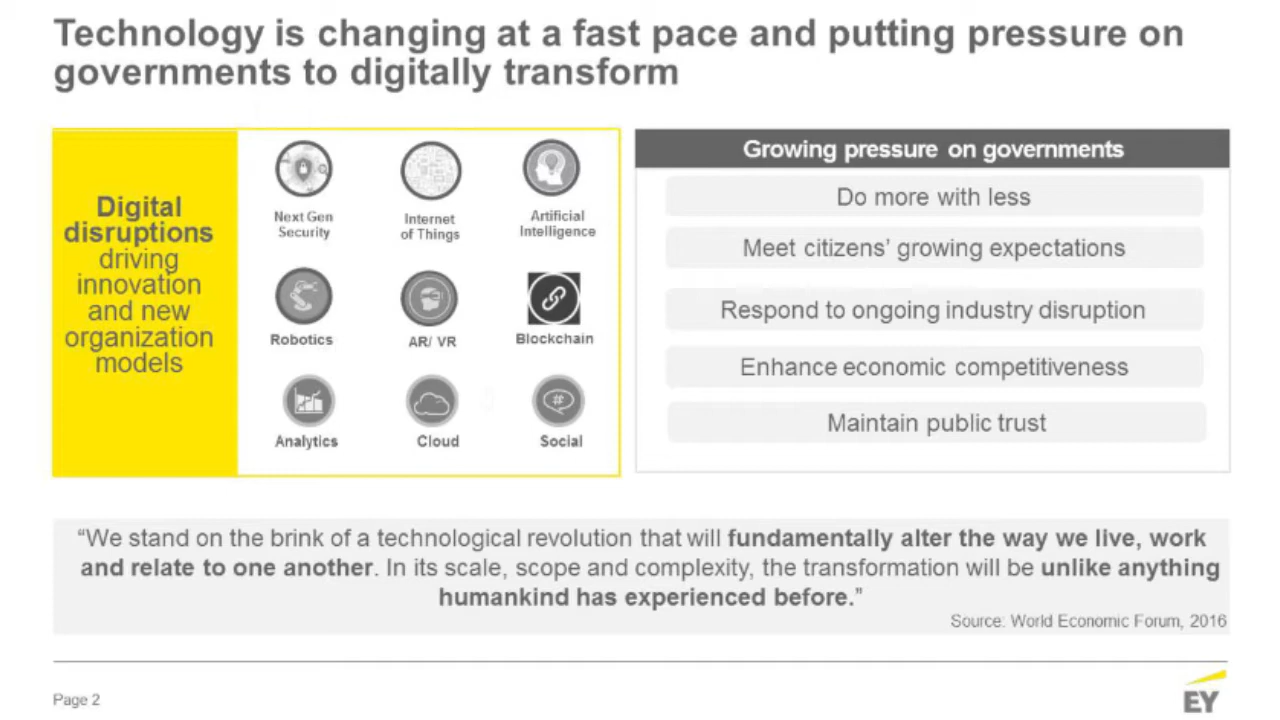 Technology is changing at a fast pace and putting pressure on
governments to digitally transform
Digital
disruptions
driving
innovation
and new
organization
models
Next Gen
Security
Internet
of Things
Artificial
Intelligence
Robotics
AR/ VR
Blockchain
Analytics
Cloud
#
Social
Growing pressure on governments
Do more with less
Meet citizens’ growing expectations
Respond to ongoing industry disruption
Enhance economic competitiveness
Maintain public trust
“We stand on the brink of a technological revolution that will fundamentally alter the way we live, work
and relate to one another. In its scale, scope and complexity, the transformation will be unlike anything
humankind has experienced before.”
Source: World Economic Forum, 2016
Page 2
EY